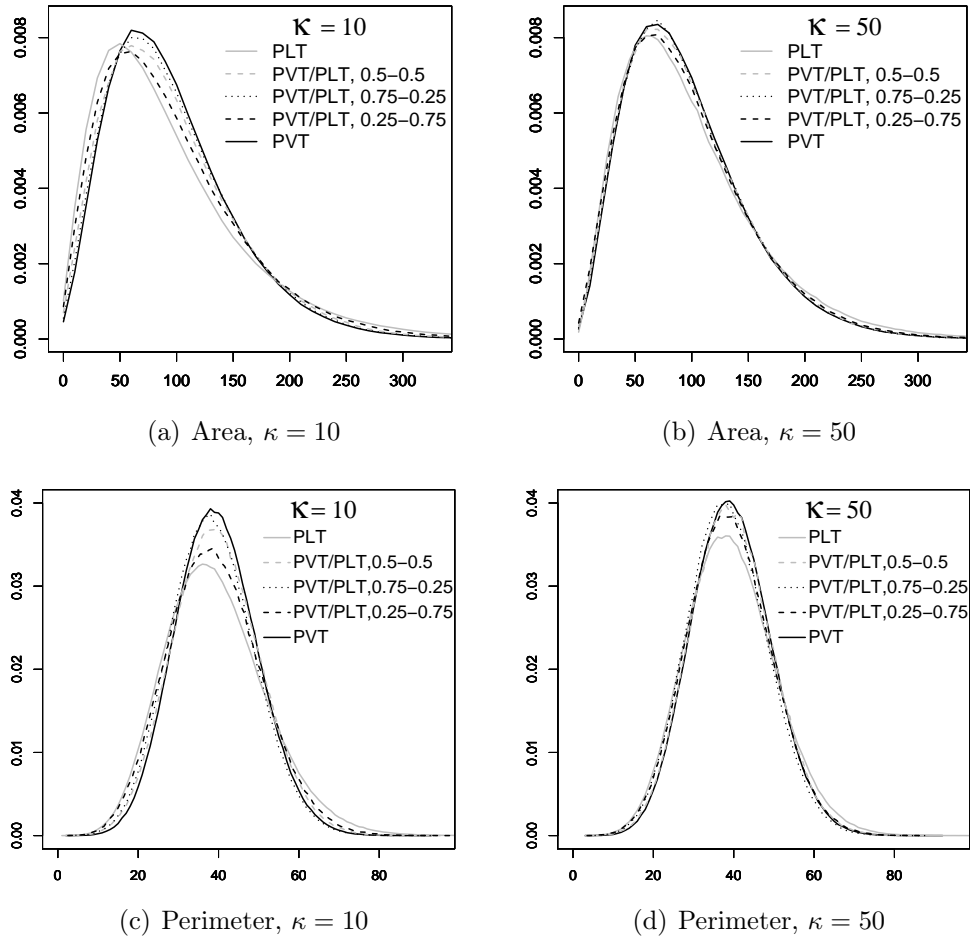 κ = 10
PLT
PVT/PLT, 0.5−0.5
PVT/PLT, 0.75−0.25
PVT/PLT, 0.25−0.75
PVT
0.008
0.006
0.004
0.002
0.000
0 50 100 150 200 250 300
(a) Area, κ = 10
κ = 50
PLT
PVT/PLT, 0.5−0.5
PVT/PLT, 0.75−0.25
PVT/PLT, 0.25−0.75
PVT
0.008
0.006
0.004
0.002
0.000
0 50 100 150 200 250 300
(b) Area, κ = 50
κ = 10
PLT
PVT/PLT,0.5−0.5
PVT/PLT,0.75−0.25
PVT/PLT,0.25−0.75
PVT
0.04
0.03
0.02
0.01
0.00
0 20 40 60 80
(c) Perimeter, κ = 10
κ = 50
PLT
PVT/PLT,0.5−0.5
PVT/PLT,0.75−0.25
PVT/PLT,0.25−0.75
PVT
0.04
0.03
0.02
0.01
0.00
0 20 40 60 80
(d) Perimeter, κ = 50